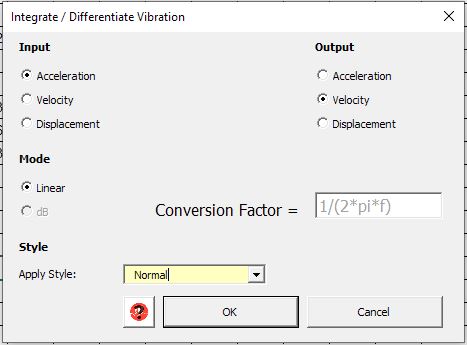 Integrate / Differentiate Vibration
Input
Output
Acceleration
Acceleration
Velocity
Velocity
Displacement
Displacement
Mode
Linear
dB
Conversion Factor =
1/(2*pi*f)
Style
Apply Style:
Normal
?
OK
Cancel